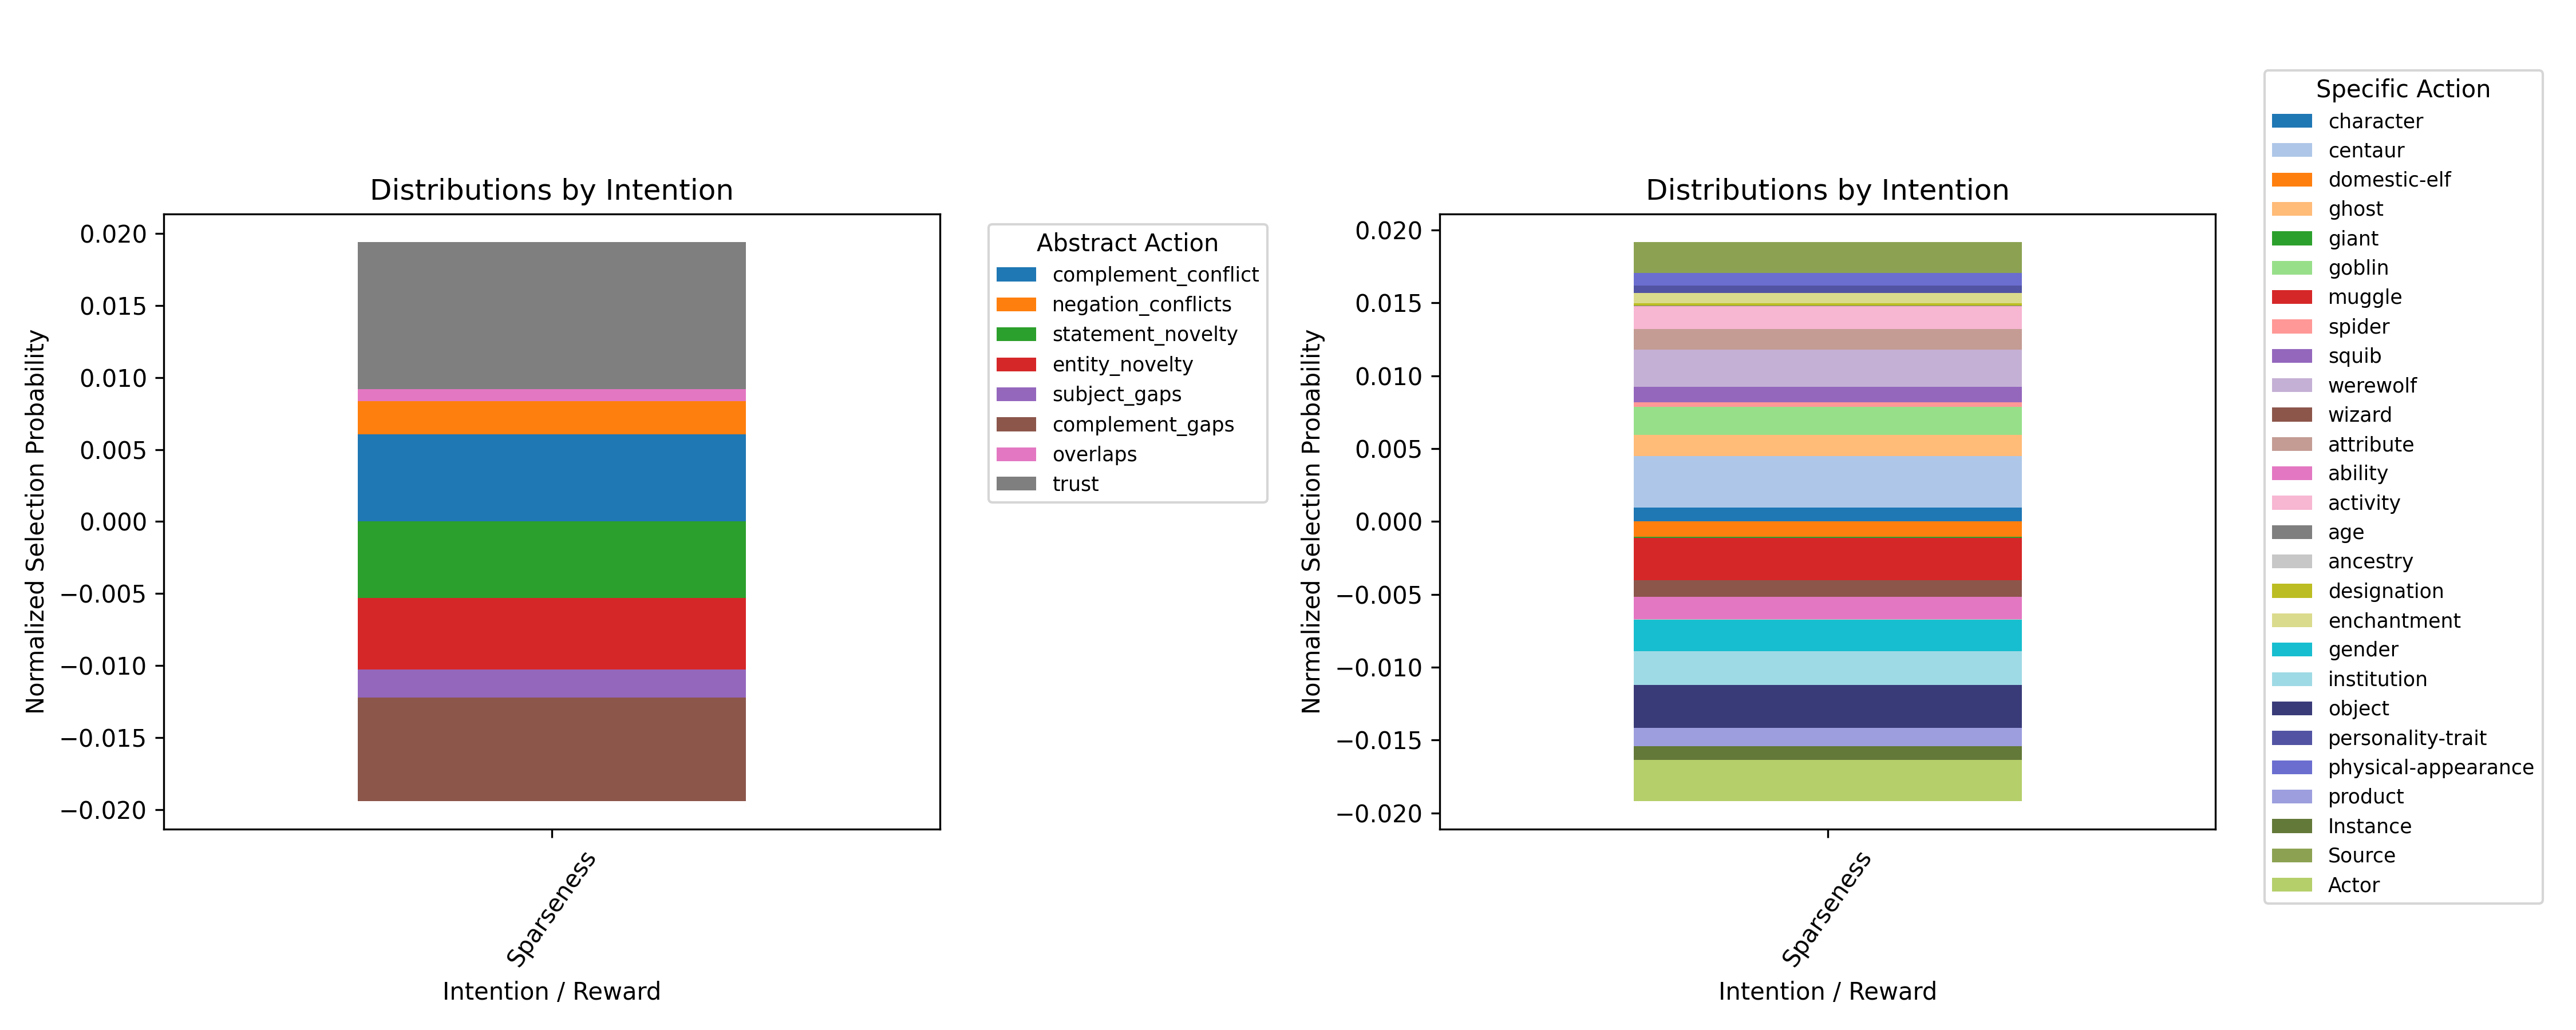 Distributions by Intention
0.020
0.015
0.010
0.005
0.000
−0.005
−0.010
−0.015
−0.020
Normalized Selection Probability
Sparseness
Intention / Reward
Abstract Action
complement_conflict
negation_conflicts
statement_novelty
entity_novelty
subject_gaps
complement_gaps
overlaps
trust
Distributions by Intention
0.020
0.015
0.010
0.005
0.000
−0.005
−0.010
−0.015
−0.020
Normalized Selection Probability
Sparseness
Intention / Reward
Specific Action
character
centaur
domestic-elf
ghost
giant
goblin
muggle
spider
squib
werewolf
wizard
attribute
ability
activity
age
ancestry
designation
enchantment
gender
institution
object
personality-trait
physical-appearance
product
Instance
Source
Actor